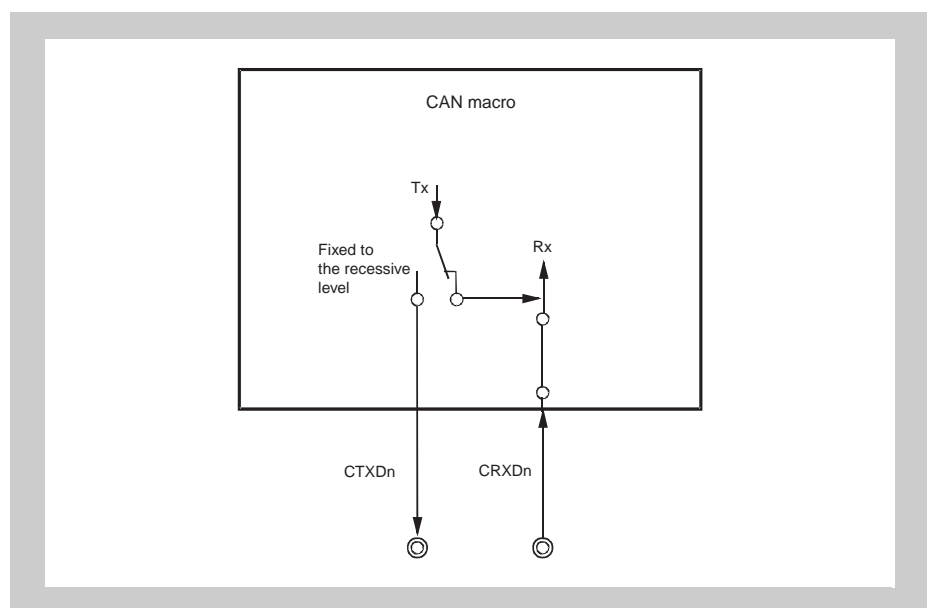 CAN macro
Tx
Fixed to
the recessive
level
Rx
CTXDn
CRXDn